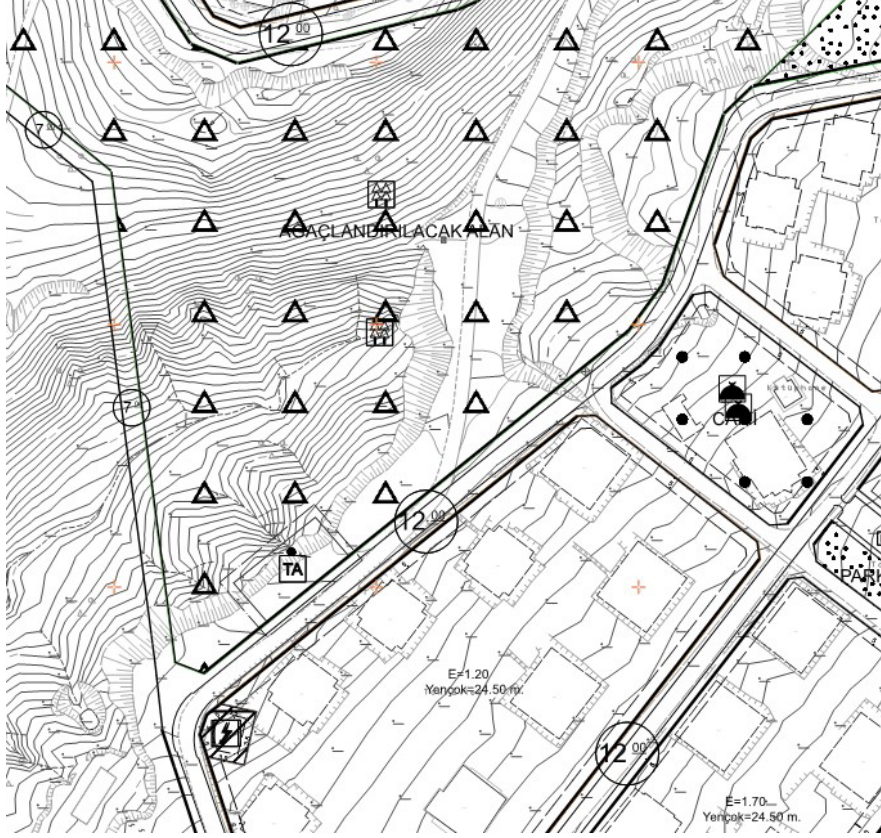 12.00
7.00
AĞAÇLANDIRILACAK ALAN
7.00
Kütüphane
CAMİ
12.00
TA
PARK
E=1.20
Yençok=24.50 m.
12.00
E=1.70
Yençok=24.50 m.